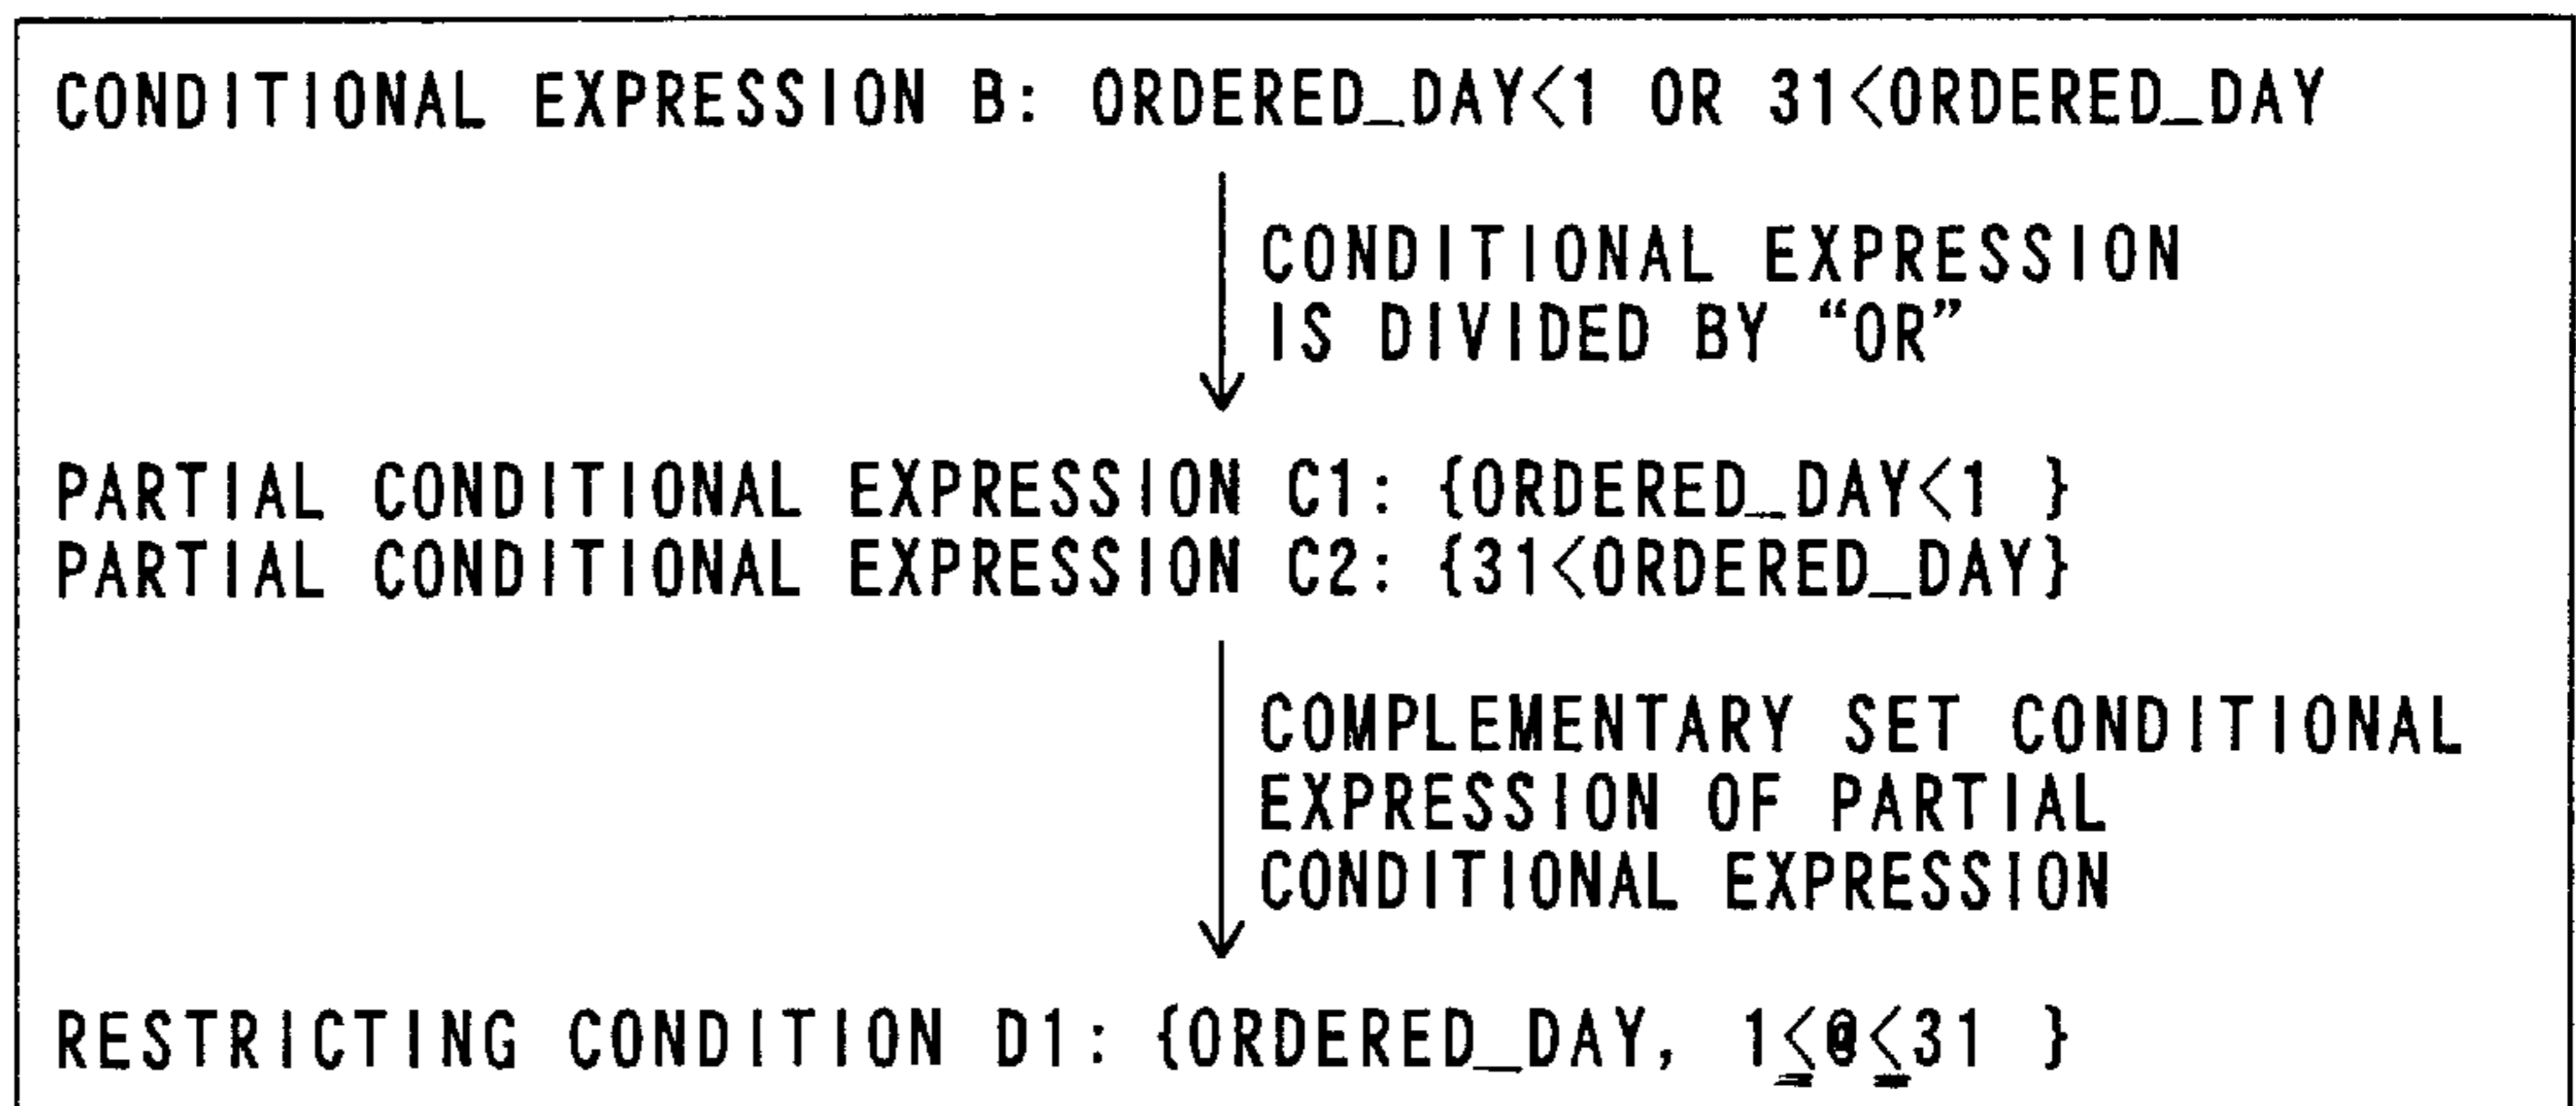 CONDITIONAL EXPRESSION B: ORDERED_DAY<1 OR 31<ORDERED_DAY
CONDITIONAL EXPRESSION
IS DIVIDED BY “OR”
PARTIAL CONDITIONAL EXPRESSION C1: {ORDERED_DAY<1 }
PARTIAL CONDITIONAL EXPRESSION C2: {31<ORDERED_DAY}
COMPLEMENTARY SET CONDITIONAL
EXPRESSION OF PARTIAL
CONDITIONAL EXPRESSION
RESTRICTING CONDITION D1: {ORDERED_DAY, 1≦@≦31 }